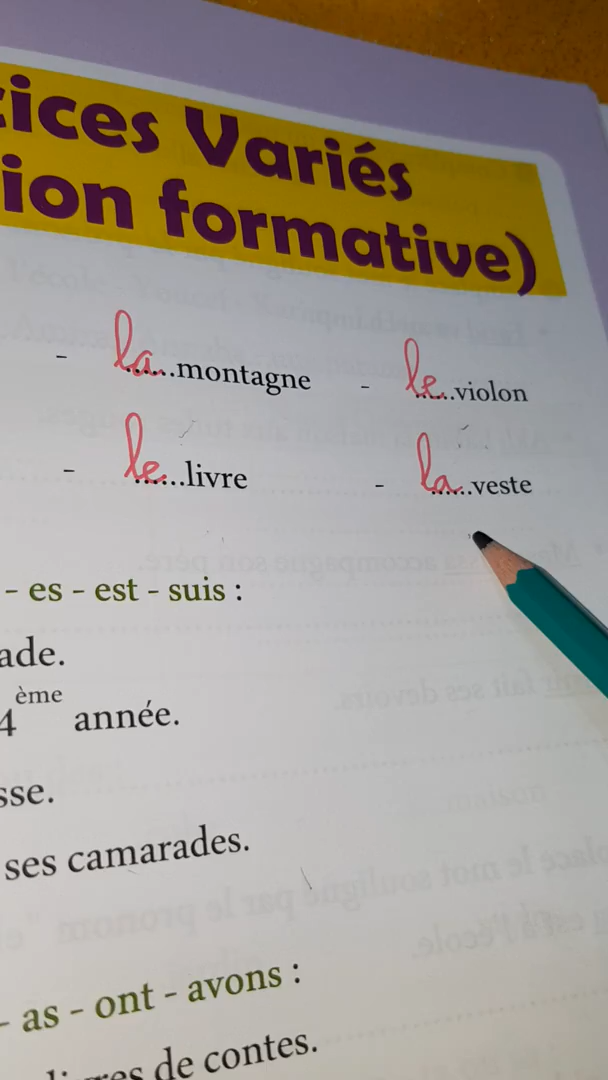 ices Variés
ion formative)
- la......montagne - le......violon
- le......livre - la......veste
- es - est - suis :
ade.
4ème année.
sse.
ses camarades.
- as - ont - avons :
de contes.